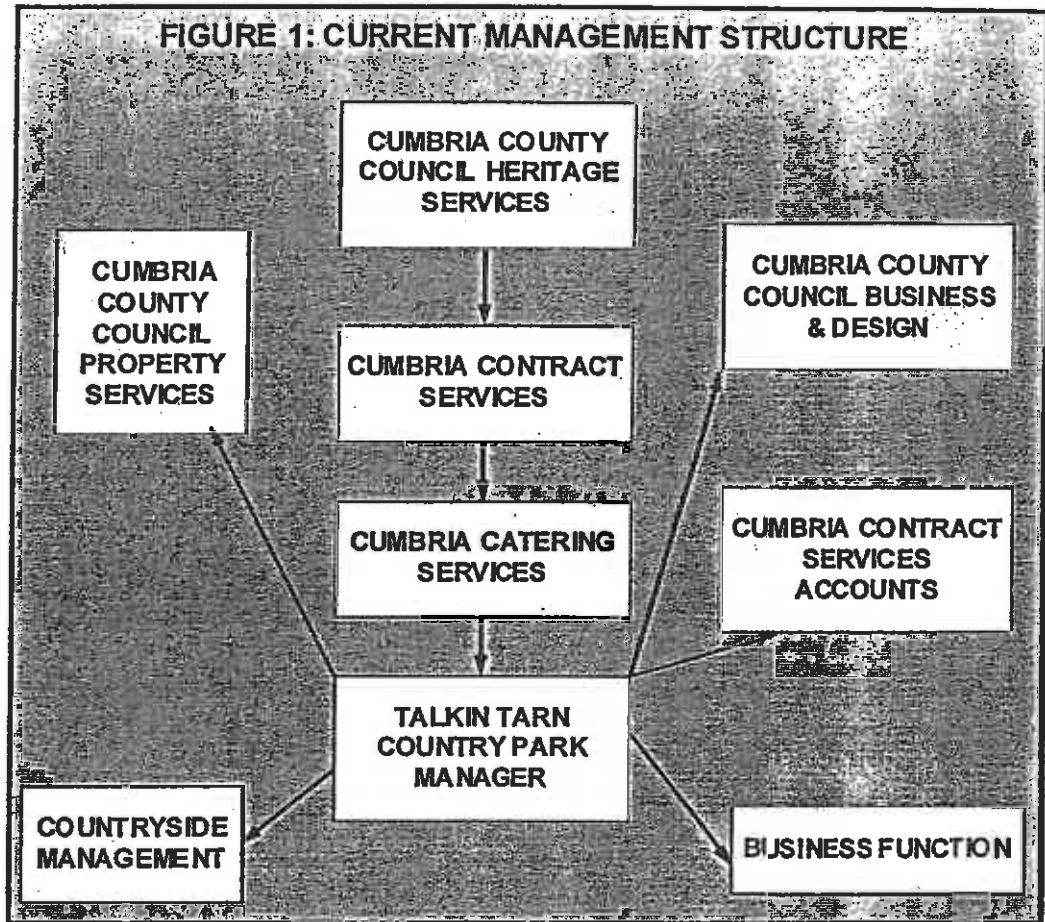 FIGURE 1: CURRENT MANAGEMENT STRUCTURE
CUMBRIA COUNTY
COUNCIL HERITAGE
SERVICES
CUMBRIA
COUNTY
COUNCIL
PROPERTY
SERVICES
CUMBRIA COUNTY
COUNCIL BUSINESS
& DESIGN
CUMBRIA CONTRACT
SERVICES
CUMBRIA CATERING
SERVICES
CUMBRIA CONTRACT
SERVICES
ACCOUNTS
TALKIN TARN
COUNTRY PARK
MANAGER
COUNTRYSIDE
MANAGEMENT
BUSINESS FUNCTION